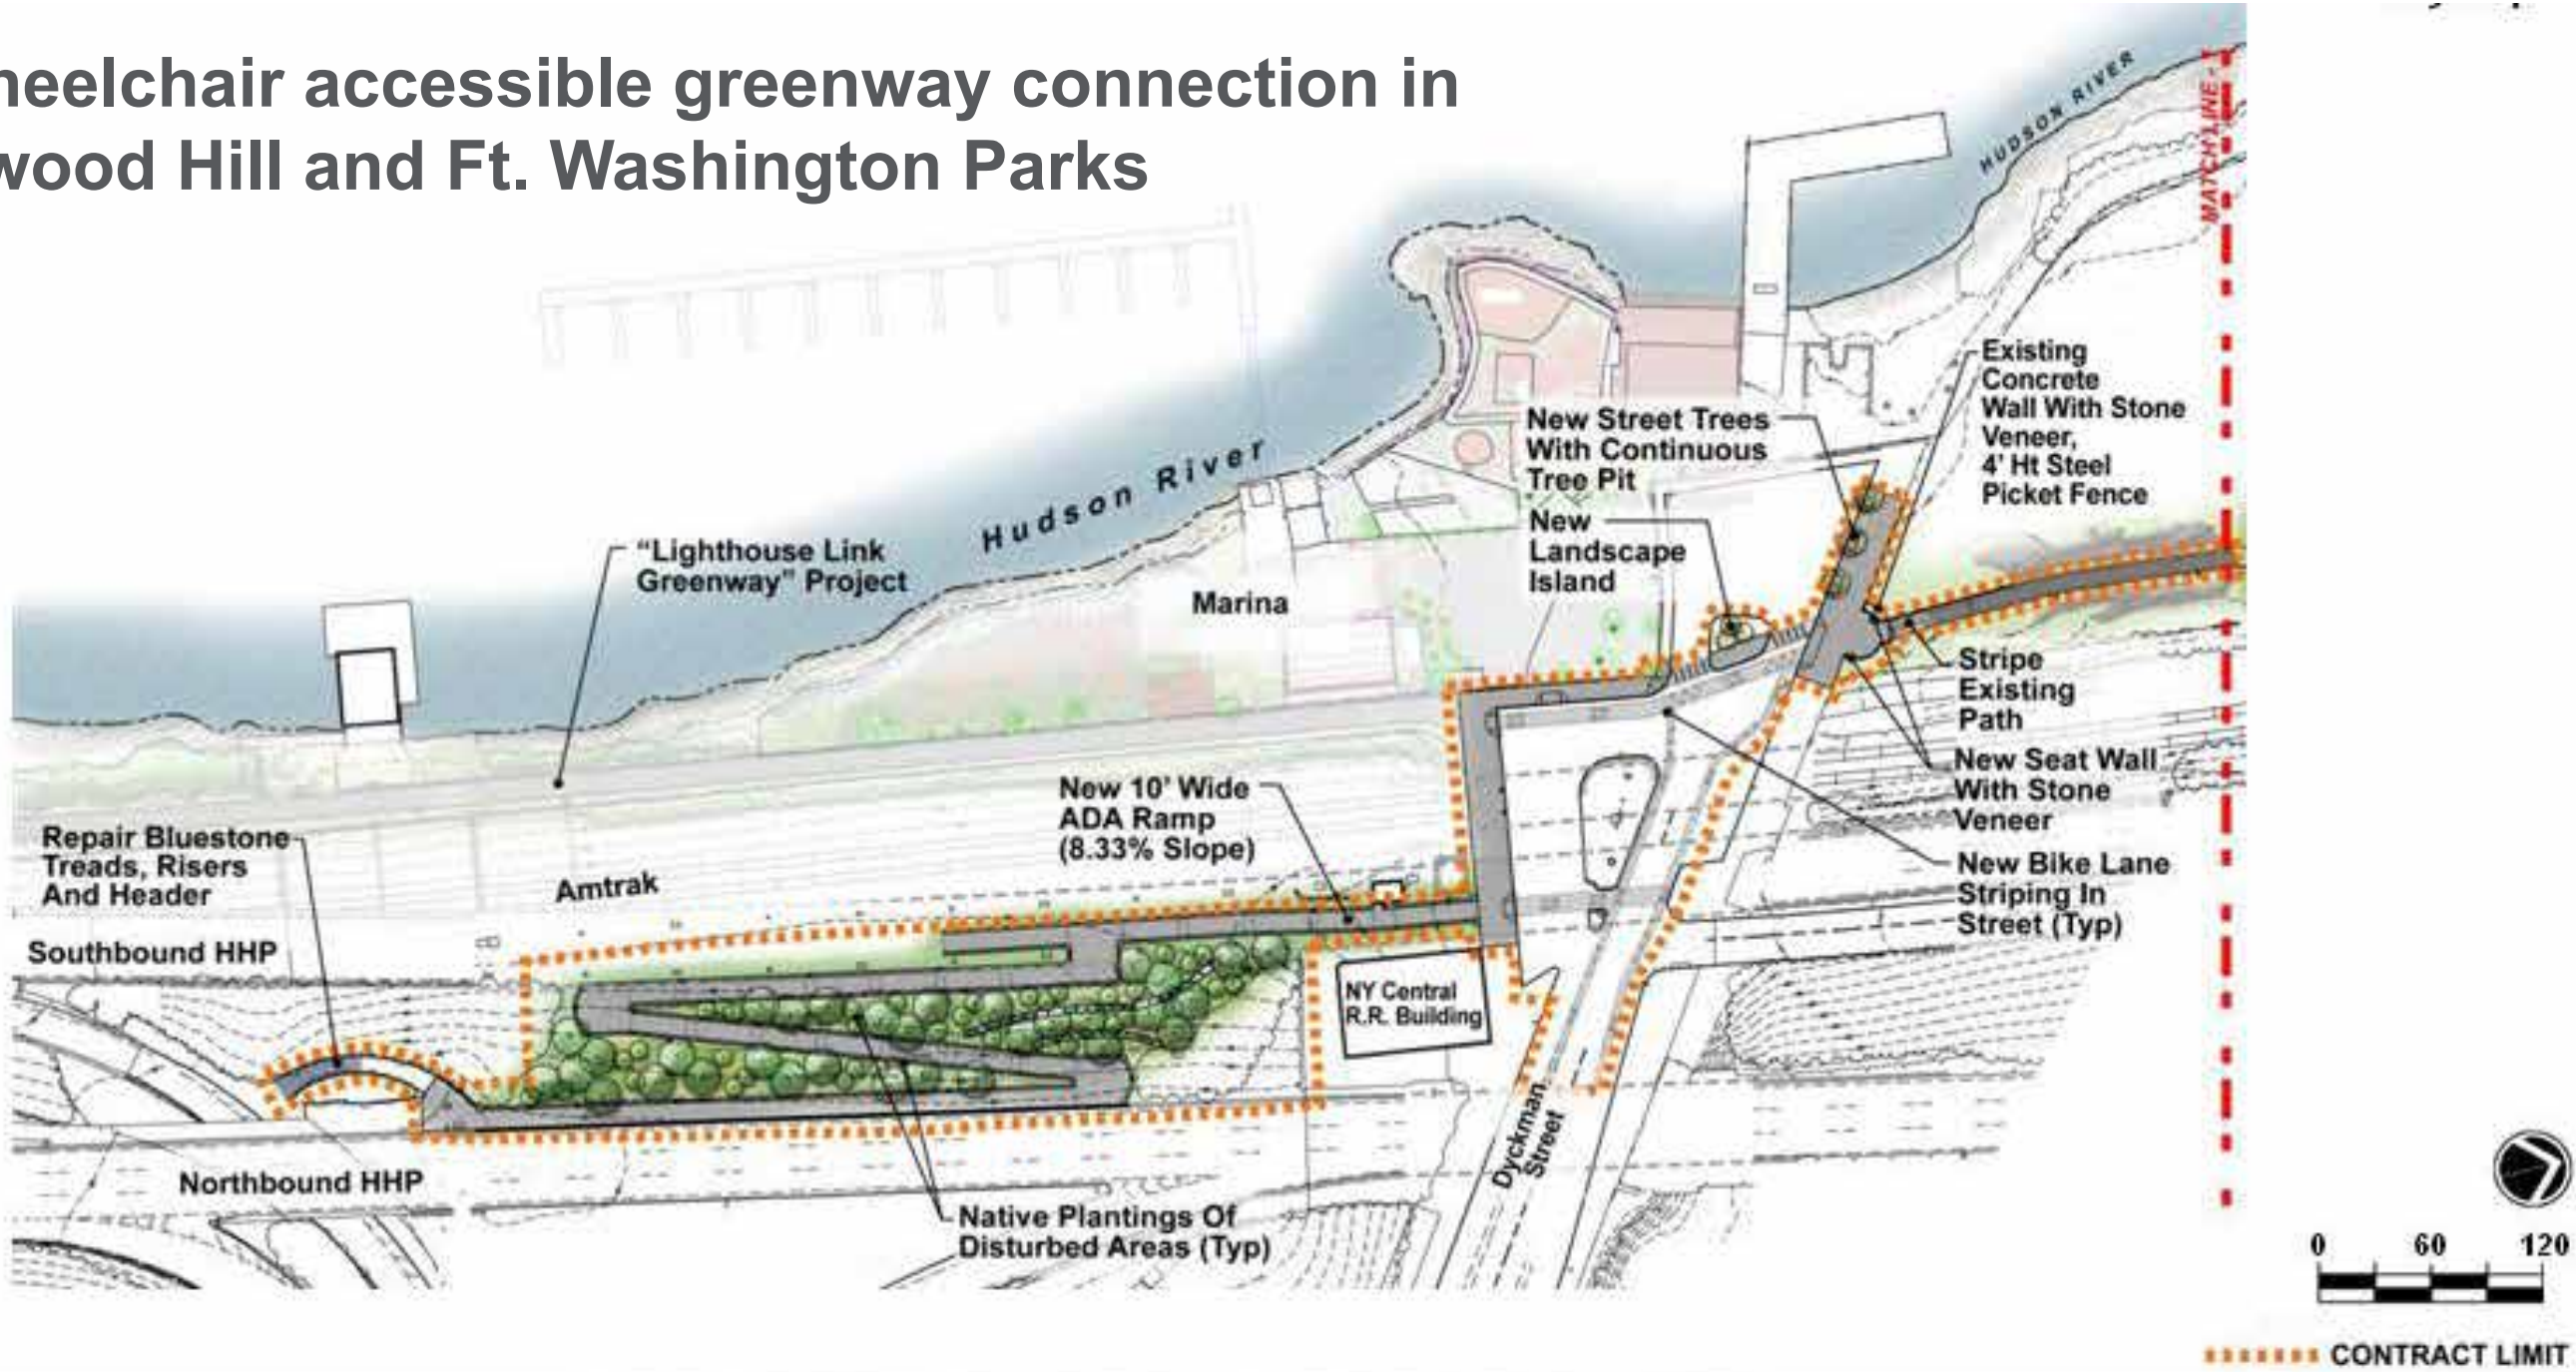 heelchair accessible greenway connection in
wood Hill and Ft. Washington Parks
HUDSON RIVER
MATCH LINE - 1
Existing
Concrete
Wall With Stone
Veneer,
4' Ht Steel
Picket Fence
New Street Trees
With Continuous
Tree Pit
New
Landscape
Island
Hudson River
"Lighthouse Link
Greenway" Project
Marina
Stripe
Existing
Path
New Seat Wall
With Stone
Veneer
New Bike Lane
Striping In
Street (Typ)
New 10' Wide
ADA Ramp
(8.33% Slope)
Repair Bluestone
Treads, Risers
And Header
Amtrak
Southbound HHP
NY Central
R.R. Building
Dyckman
Street
Northbound HHP
Native Plantings Of
Disturbed Areas (Typ)
0 60 120
CONTRACT LIMIT